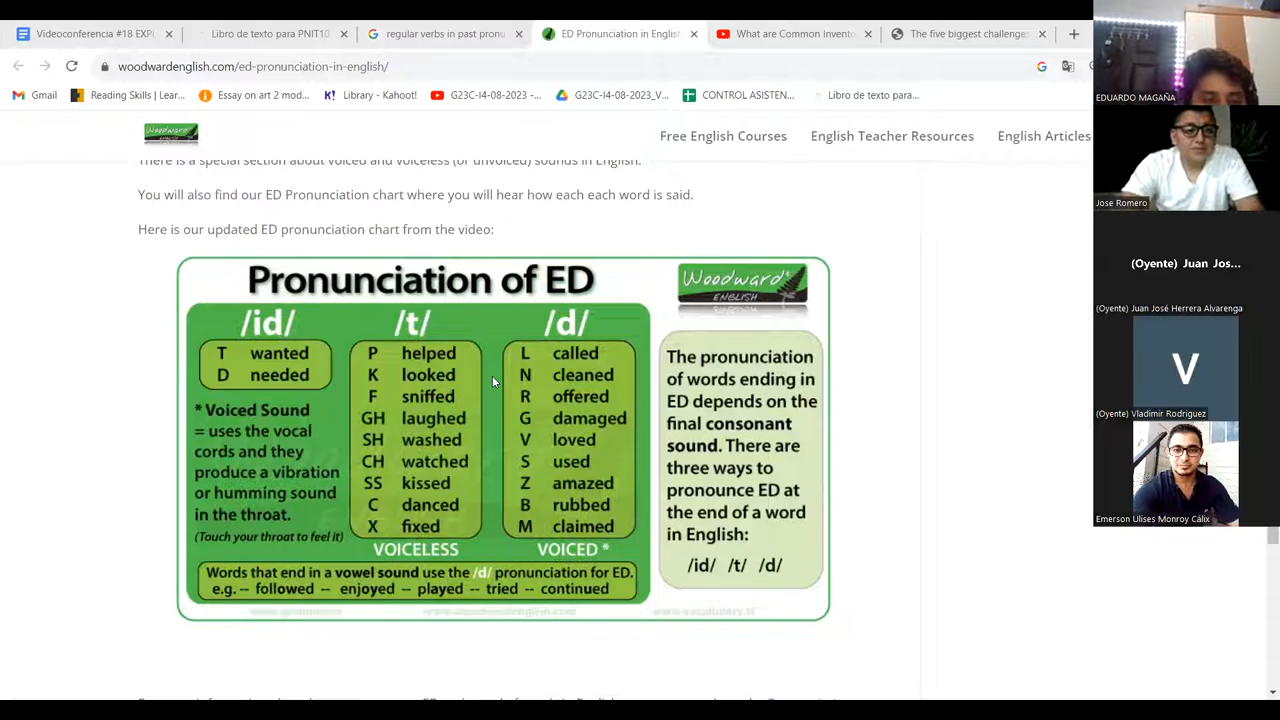 Videoconferencia #18 EXP
Libro de texto para PNIT10
regular verbs in past pronu
ED Pronunciation in English
What are Common invento
The five biggest challenge
woodwardenglish.com/ed-pronunciation-in-english/
Gmail
Reading Skills | Lear...
Essay on art 2 mod...
Library - Kahoot!
G23C-I4-08-2023 -...
G23C-I4-08-2023_V...
CONTROL ASISTEN...
Libro de texto para...
Woodward
ENGLISH
Free English Courses
English Teacher Resources
English Articles
There is a special section about voiced and voiceless (or unvoiced) sounds in English.
You will also find our ED Pronunciation chart where you will hear how each each word is said.
Here is our updated ED pronunciation chart from the video:
Pronunciation of ED
Woodward®
ENGLISH
/id/ /t/ /d/
T wanted
D needed
* Voiced Sound
= uses the vocal
cords and they
produce a vibration
or humming sound
in the throat.
(Touch your throat to feel it)
P helped
K looked
F sniffed
GH laughed
SH washed
CH watched
SS kissed
C danced
X fixed
VOICELESS
L called
N cleaned
R offered
G damaged
V loved
S used
Z amazed
B rubbed
M claimed
VOICED *
Words that end in a vowel sound use the /d/ pronunciation for ED.
e.g. -- followed -- enjoyed -- played -- tried -- continued
The pronunciation
of words ending in
ED depends on the
final consonant
sound. There are
three ways to
pronounce ED at
the end of a word
in English:
/id/ /t/ /d/
EDUARDO MAGAÑA
Jose Romero
(Oyente) Juan Jos...
(Oyente) Juan José Herrera Alvarenga
V
(Oyente) Vladimir Rodriguez
Emerson Ulises Monroy Cálix